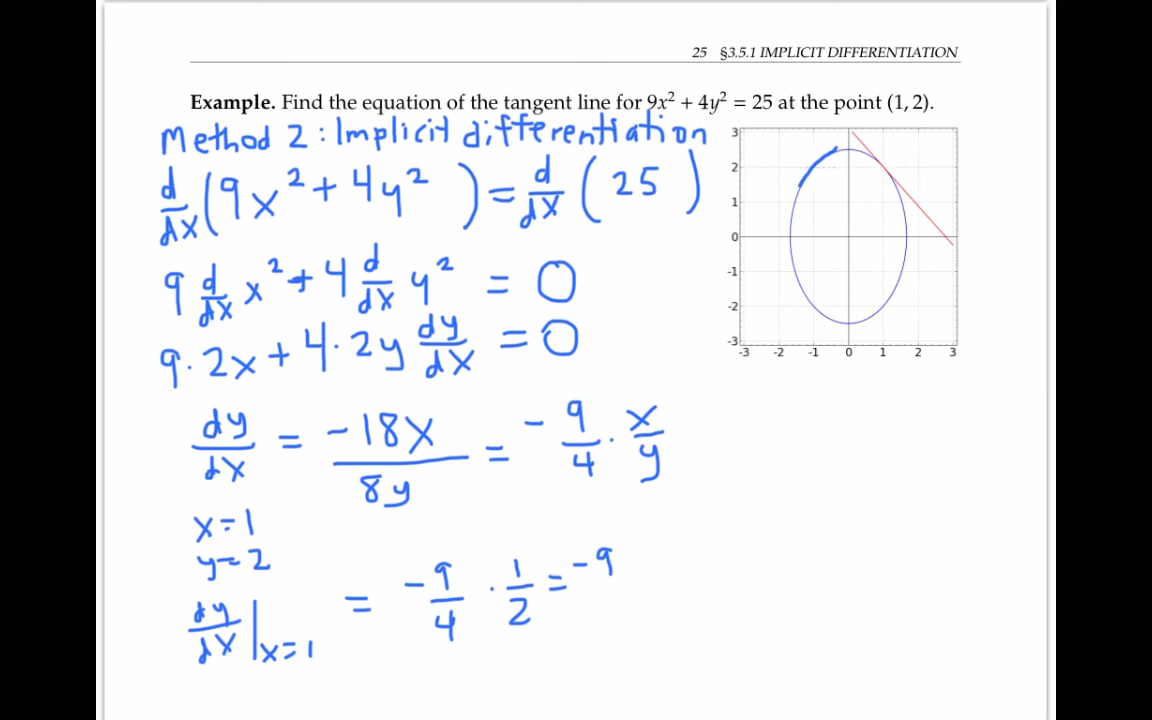 25 §3.5.1 IMPLICIT DIFFERENTIATION
Example. Find the equation of the tangent line for 9x² + 4y² = 25 at the point (1, 2).
Method 2: Implicit differentiation
d/dx (9x² + 4y²) = d/dx (25)
9 d/dx x² + 4 d/dx y² = 0
9·2x + 4·2y dy/dx = 0
dy/dx = -18x/8y = -9/4 · x/y
x=1
y=2
dy/dx |x=1 = -9/4 · 1/2 = -9
3
2
1
0
-1
-2
-3
-3 -2 -1 0 1 2 3